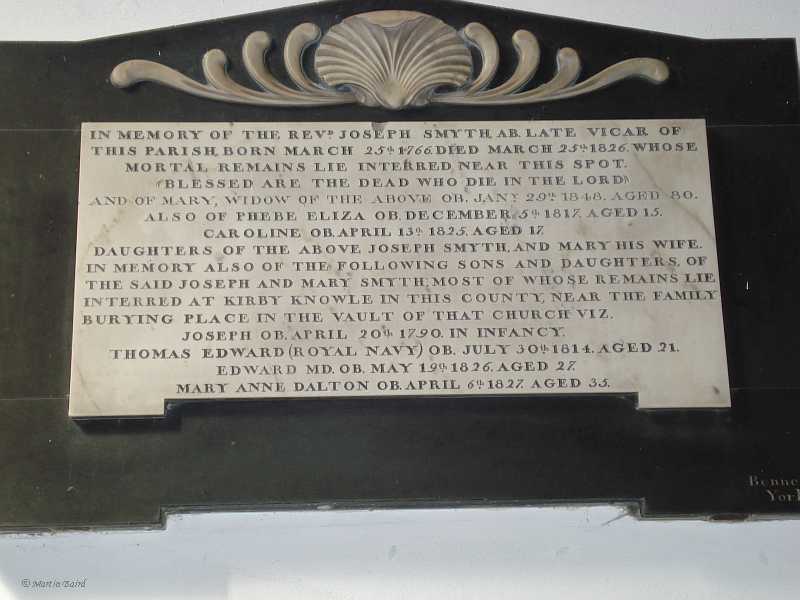 IN MEMORY OF THE REVD. JOSEPH SMYTH, AB. LATE VICAR OF
THIS PARISH, BORN MARCH 25th 1766. DIED MARCH 25th 1826. WHOSE
MORTAL REMAINS LIE INTERRED NEAR THIS SPOT.
"BLESSED ARE THE DEAD WHO DIE IN THE LORD"
AND OF MARY, WIDOW OF THE ABOVE OB. JANY 29th 1848. AGED 80.
ALSO OF PHEBE ELIZA OB. DECEMBER 5th 1817. AGED 15.
CAROLINE OB. APRIL 13th 1825. AGED 17.
DAUGHTERS OF THE ABOVE JOSEPH SMYTH, AND MARY HIS WIFE.
IN MEMORY ALSO OF THE FOLLOWING SONS AND DAUGHTERS, OF
THE SAID JOSEPH AND MARY SMYTH, MOST OF WHOSE REMAINS LIE
INTERRED AT KIRBY KNOWLE IN THIS COUNTY, NEAR THE FAMILY
BURYING PLACE IN THE VAULT OF THAT CHURCH VIZ.
JOSEPH OB. APRIL 20th 1790. IN INFANCY.
THOMAS EDWARD (ROYAL NAVY) OB. JULY 30th 1814. AGED 21.
EDWARD MD. OB. MAY 19th 1826. AGED 27.
MARY ANNE DALTON OB. APRIL 6th 1827. AGED 35.
Benne
York
© Martin Baird